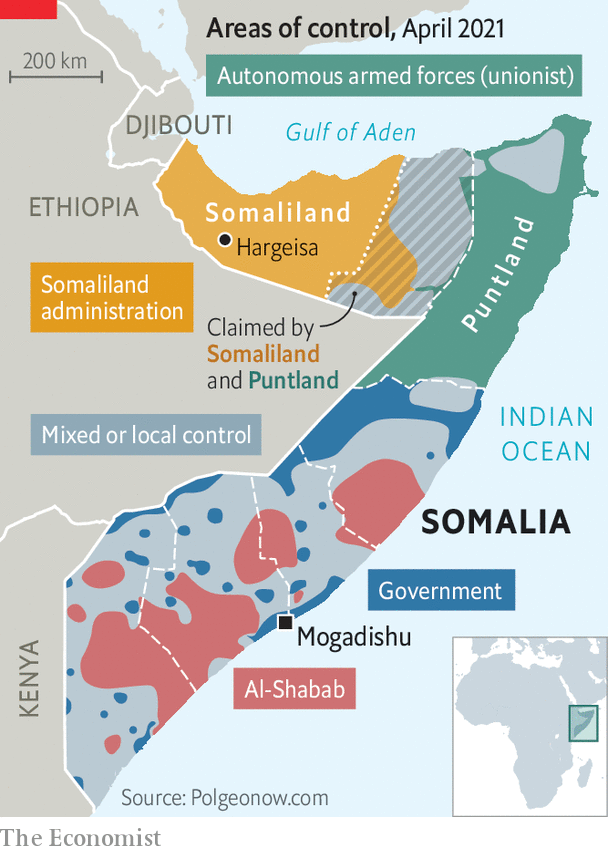 Areas of control, April 2021
200 km
Autonomous armed forces (unionist)
DJIBOUTI
Gulf of Aden
ETHIOPIA
Somaliland
Hargeisa
Puntland
Somaliland
administration
Claimed by
Somaliland
and Puntland
Mixed or local control
INDIAN
OCEAN
SOMALIA
Government
Mogadishu
KENYA
Al-Shabab
Source: Polgeonow.com
The Economist